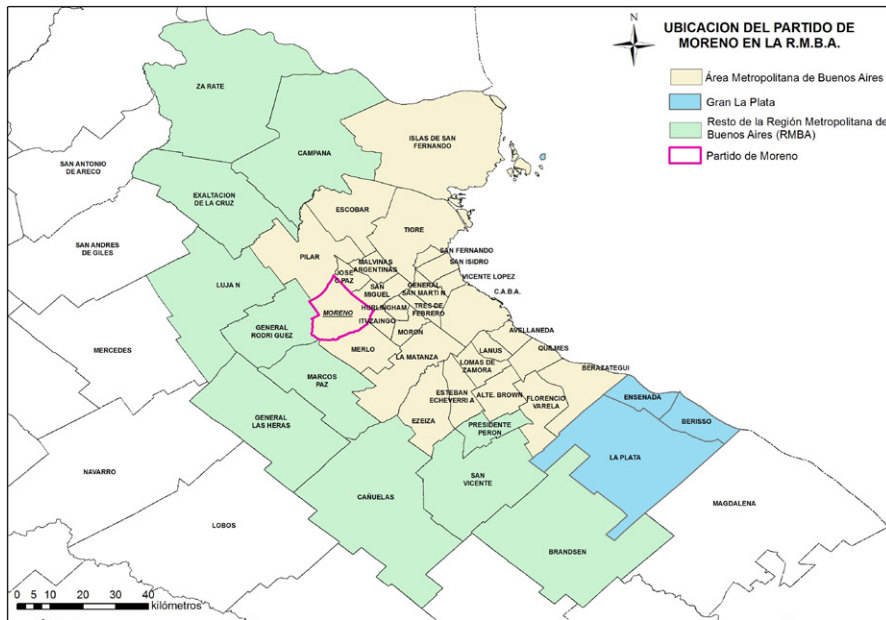 N
UBICACION DEL PARTIDO DE
MORENO EN LA R.M.B.A.
Área Metropolitana de Buenos Aires
Gran La Plata
Resto de la Región Metropolitana de
Buenos Aires (RMBA)
Partido de Moreno
ZA RATE
CAMPANA
ISLAS DE SAN
FERNANDO
SAN ANTONIO
DE ARECO
EXALTACION
DE LA CRUZ
ESCOBAR
TIGRE
SAN ANDRES
DE GILES
PILAR
SAN FERNANDO
MALVINAS
ARGENTINAS
SAN ISIDRO
JOSE
C PAZ
VICENTE LOPEZ
LUJA N
SAN
MIGUEL
GENERAL
SAN MARTI N
C.A.B.A.
MORENO
HURLINGHAM
TRES DE
FEBRERO
ITUZAINGO
GENERAL
RODRI GUEZ
MORON
AVELLANEDA
MERCEDES
MERLO
LA MATANZA
LANUS
QUILMES
LOMAS DE
ZAMORA
BERAZATEGUI
MARCOS
PAZ
ESTEBAN
ECHEVERRI A
ALTE. BROWN
FLORENCIO
VARELA
ENSENADA
GENERAL
LAS HERAS
EZEIZA
BERISSO
PRESIDENTE
PERON
LA PLATA
NAVARRO
SAN
VICENTE
CAÑUELAS
MAGDALENA
LOBOS
BRANDSEN
0 5 10 20 30 40
kilómetros